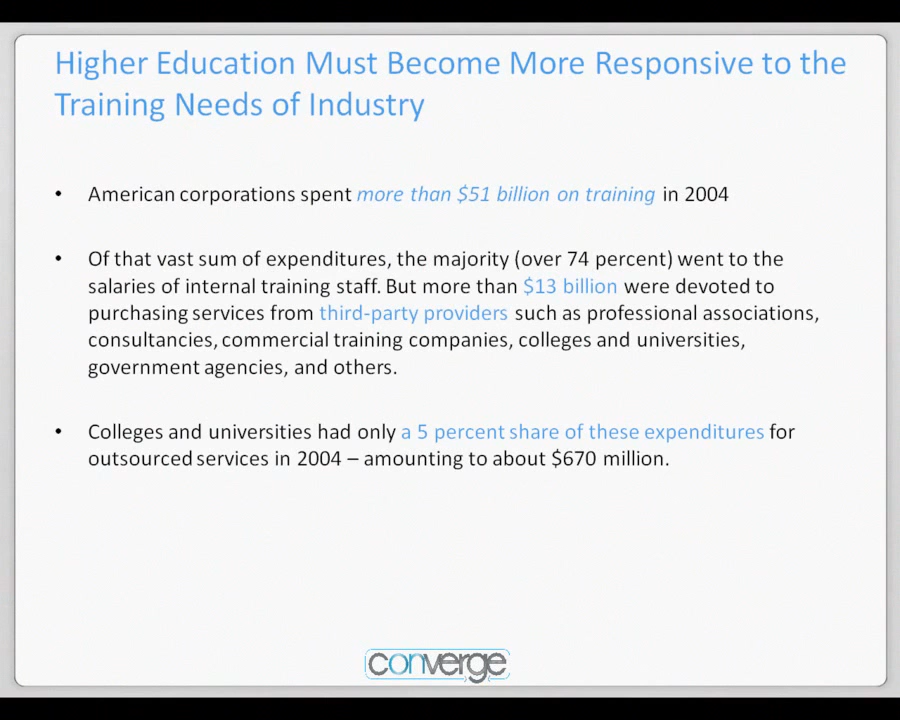 Higher Education Must Become More Responsive to the
Training Needs of Industry
• American corporations spent more than $51 billion on training in 2004
• Of that vast sum of expenditures, the majority (over 74 percent) went to the
salaries of internal training staff. But more than $13 billion were devoted to
purchasing services from third-party providers such as professional associations,
consultancies, commercial training companies, colleges and universities,
government agencies, and others.
• Colleges and universities had only a 5 percent share of these expenditures for
outsourced services in 2004 – amounting to about $670 million.
converge